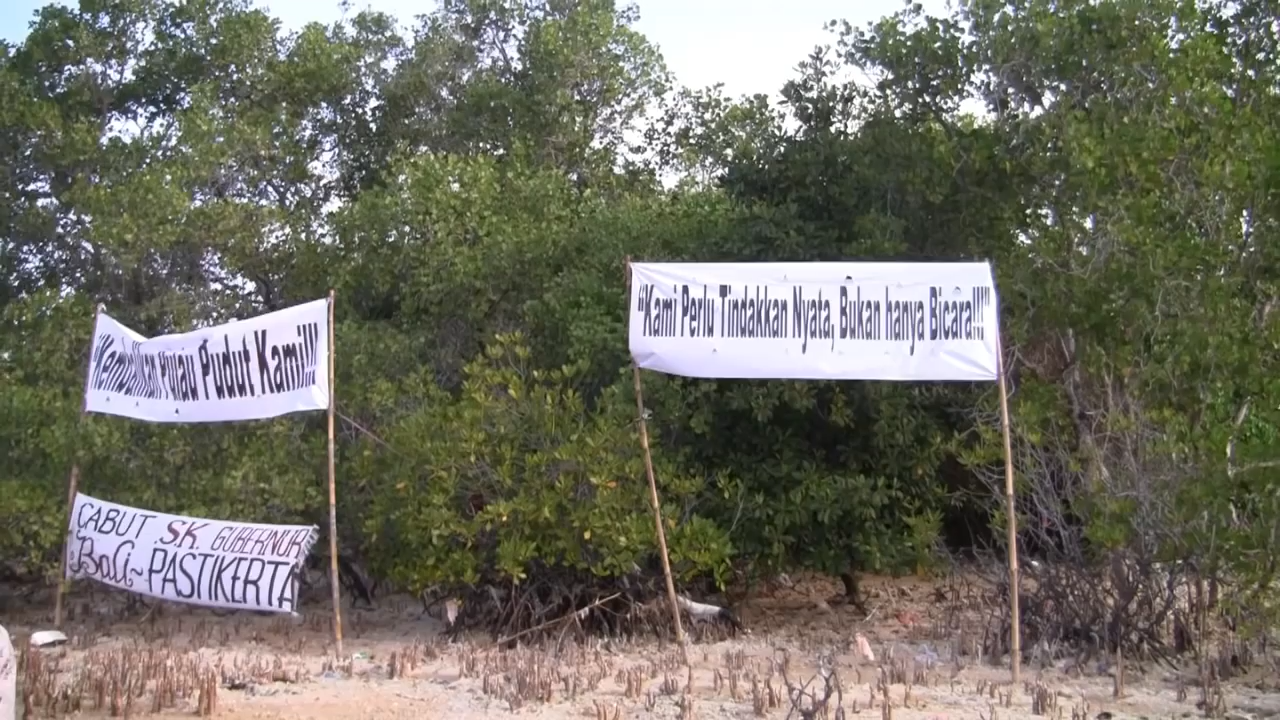 "Kembalikan Pulau Pudut Kami!!!
CABUT SK. GUBERNUR
BaLi~PASTIKERTA
"Kami Perlu Tindakkan Nyata, Bukan hanya Bicara!!!"